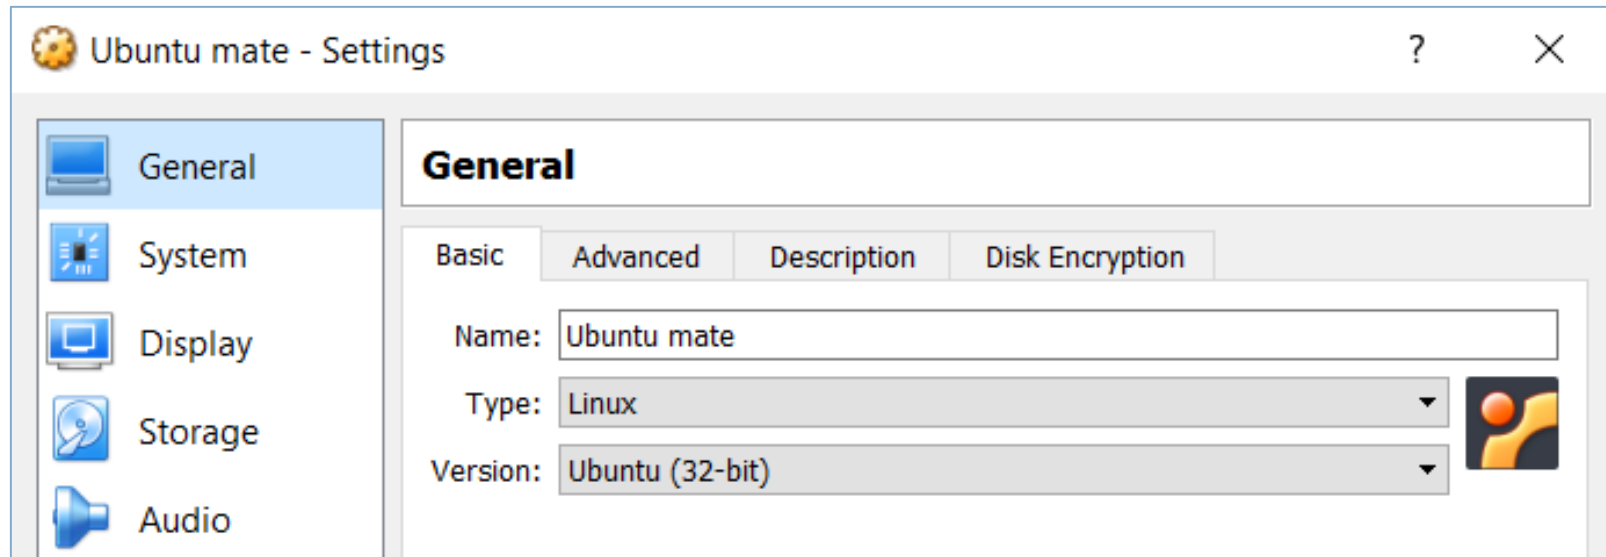 Ubuntu mate - Settings ?
General
System
Display
Storage
Audio
General
Basic Advanced Description Disk Encryption
Name: Ubuntu mate
Type: Linux
Version: Ubuntu (32-bit)